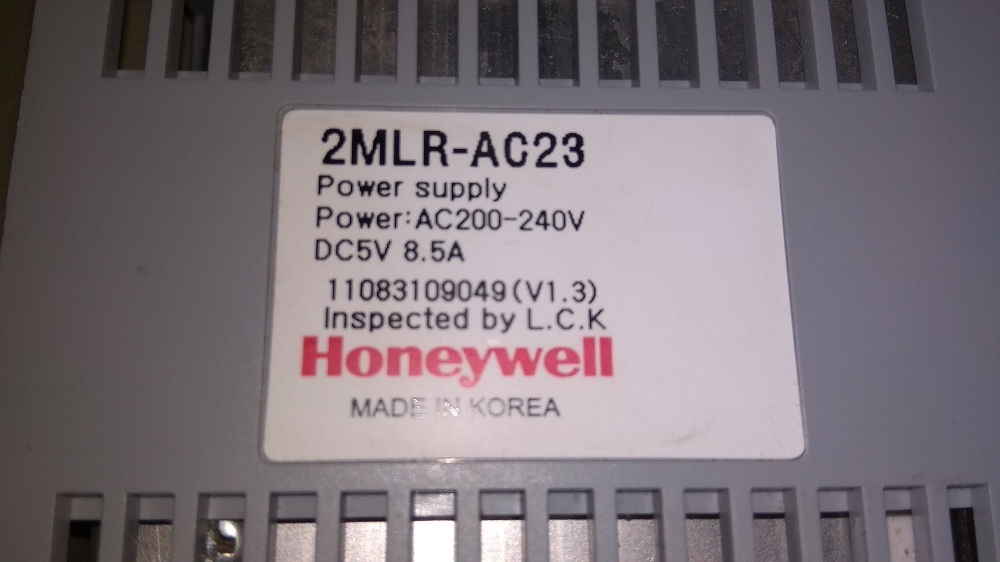 2MLR-AC23
Power supply
Power:AC200-240V
DC5V 8.5A
11083109049(V1.3)
Inspected by L.C.K
Honeywell
MADE IN KOREA